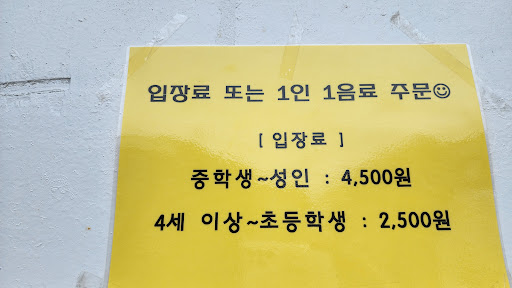 입장료 또는 1인 1음료 주문☺
[ 입장료 ]
중학생~성인 : 4,500원
4세 이상~초등학생 : 2,500원